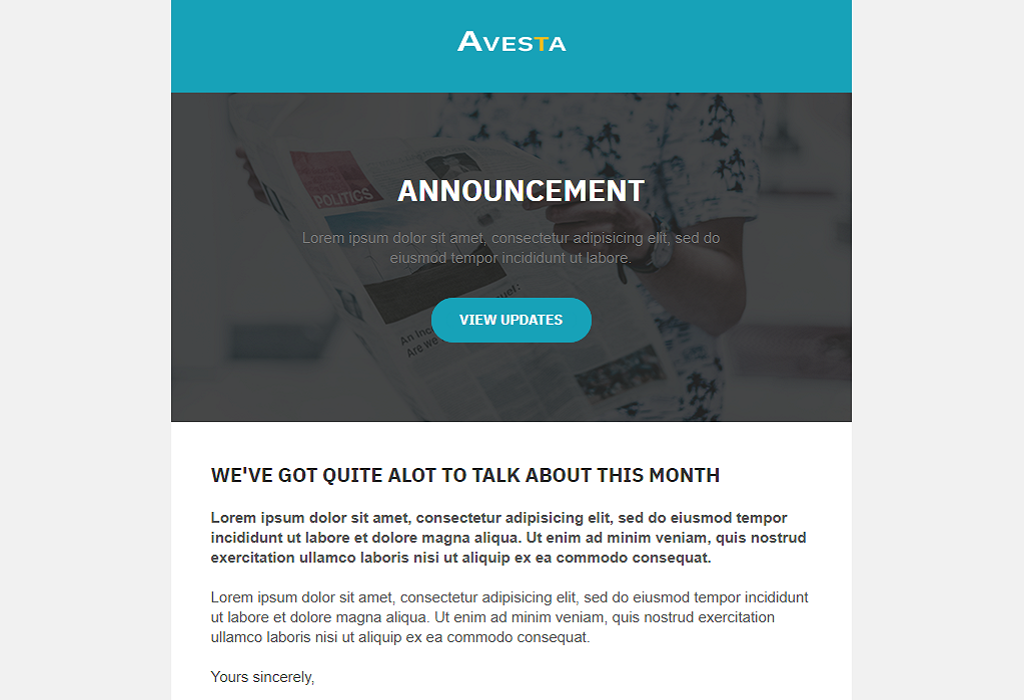 AVESTA
POLITICS
ANNOUNCEMENT
Lorem ipsum dolor sit amet, consectetur adipisicing elit, sed do
eiusmod tempor incididunt ut labore.
VIEW UPDATES
Are we
WE'VE GOT QUITE ALOT TO TALK ABOUT THIS MONTH
Lorem ipsum dolor sit amet, consectetur adipisicing elit, sed do eiusmod tempor
incididunt ut labore et dolore magna aliqua. Ut enim ad minim veniam, quis nostrud
exercitation ullamco laboris nisi ut aliquip ex ea commodo consequat.
Lorem ipsum dolor sit amet, consectetur adipisicing elit, sed do eiusmod tempor incididunt
ut labore et dolore magna aliqua. Ut enim ad minim veniam, quis nostrud exercitation
ullamco laboris nisi ut aliquip ex ea commodo consequat.
Yours sincerely,